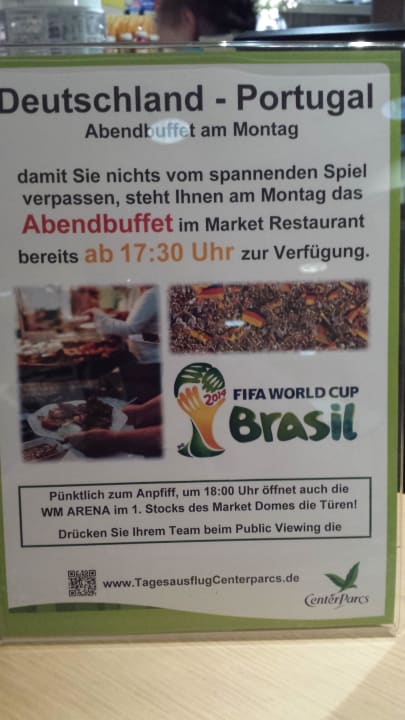 Deutschland - Portugal
Abendbuffet am Montag
damit Sie nichts vom spannenden Spiel
verpassen, steht Ihnen am Montag das
Abendbuffet im Market Restaurant
bereits ab 17:30 Uhr zur Verfügung.
2014
FIFA WORLD CUP
Brasil
Pünktlich zum Anpfiff, um 18:00 Uhr öffnet auch die
WM ARENA im 1. Stocks des Market Domes die Türen!
Drücken Sie Ihrem Team beim Public Viewing die
www.TagesausflugCenterparcs.de
CenterParcs